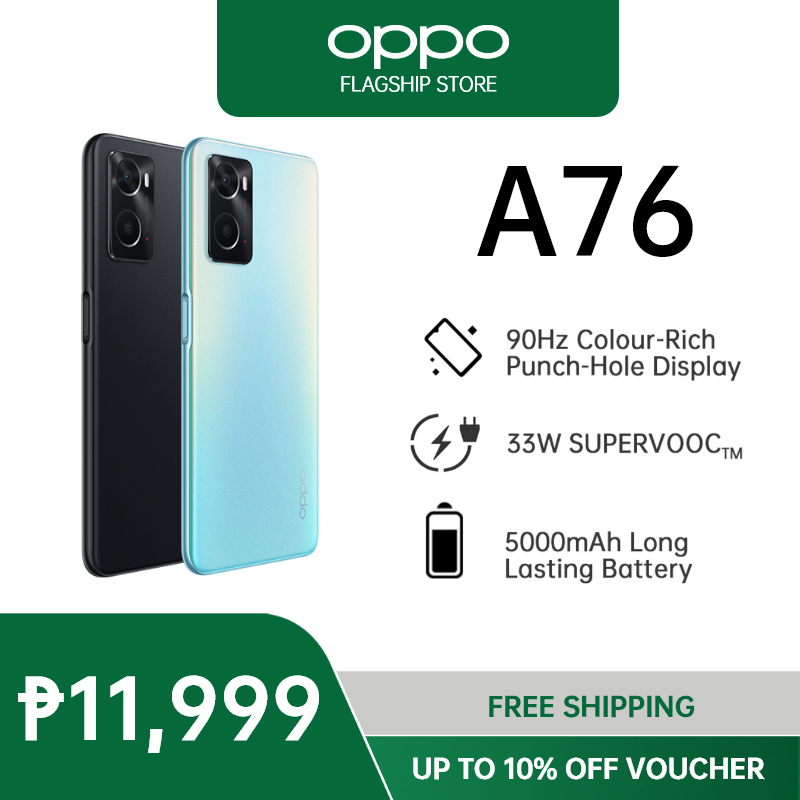 oppo
FLAGSHIP STORE
A76
90Hz Colour-Rich
Punch-Hole Display
33W SUPERVOOC™
5000mAh Long
Lasting Battery
oppo
₱11,999
FREE SHIPPING
UP TO 10% OFF VOUCHER